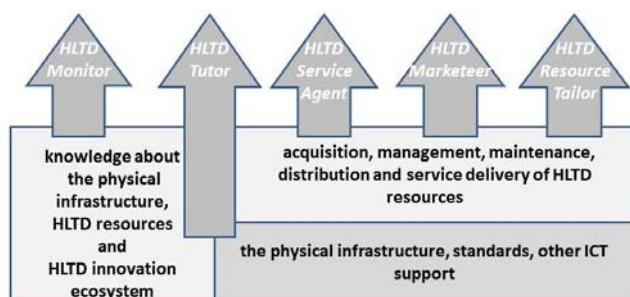 HLTD
Monitor
HLTD
Tutor
HLTD
Service
Agent
HLTD
Marketeer
HLTD
Resource
Tailor
knowledge about
the physical
infrastructure,
HLTD resources
and
HLTD innovation
ecosystem
acquisition, management, maintenance,
distribution and service delivery of HLTD
resources
the physical infrastructure, standards, other ICT
support